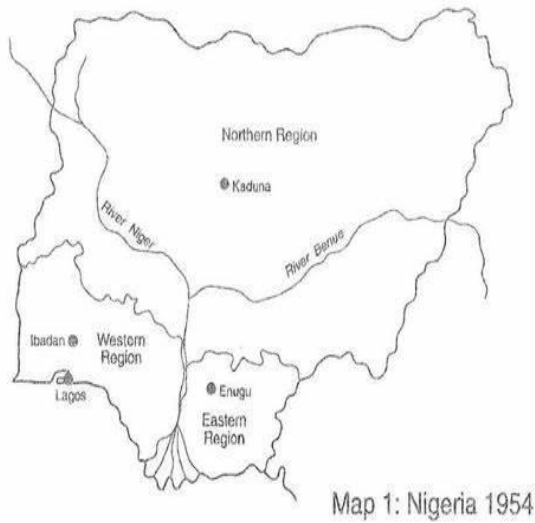 Northern Region
Kaduna
River Niger
River Benue
Ibadan
Western
Region
Lagos
Enugu
Eastern
Region
Map 1: Nigeria 1954